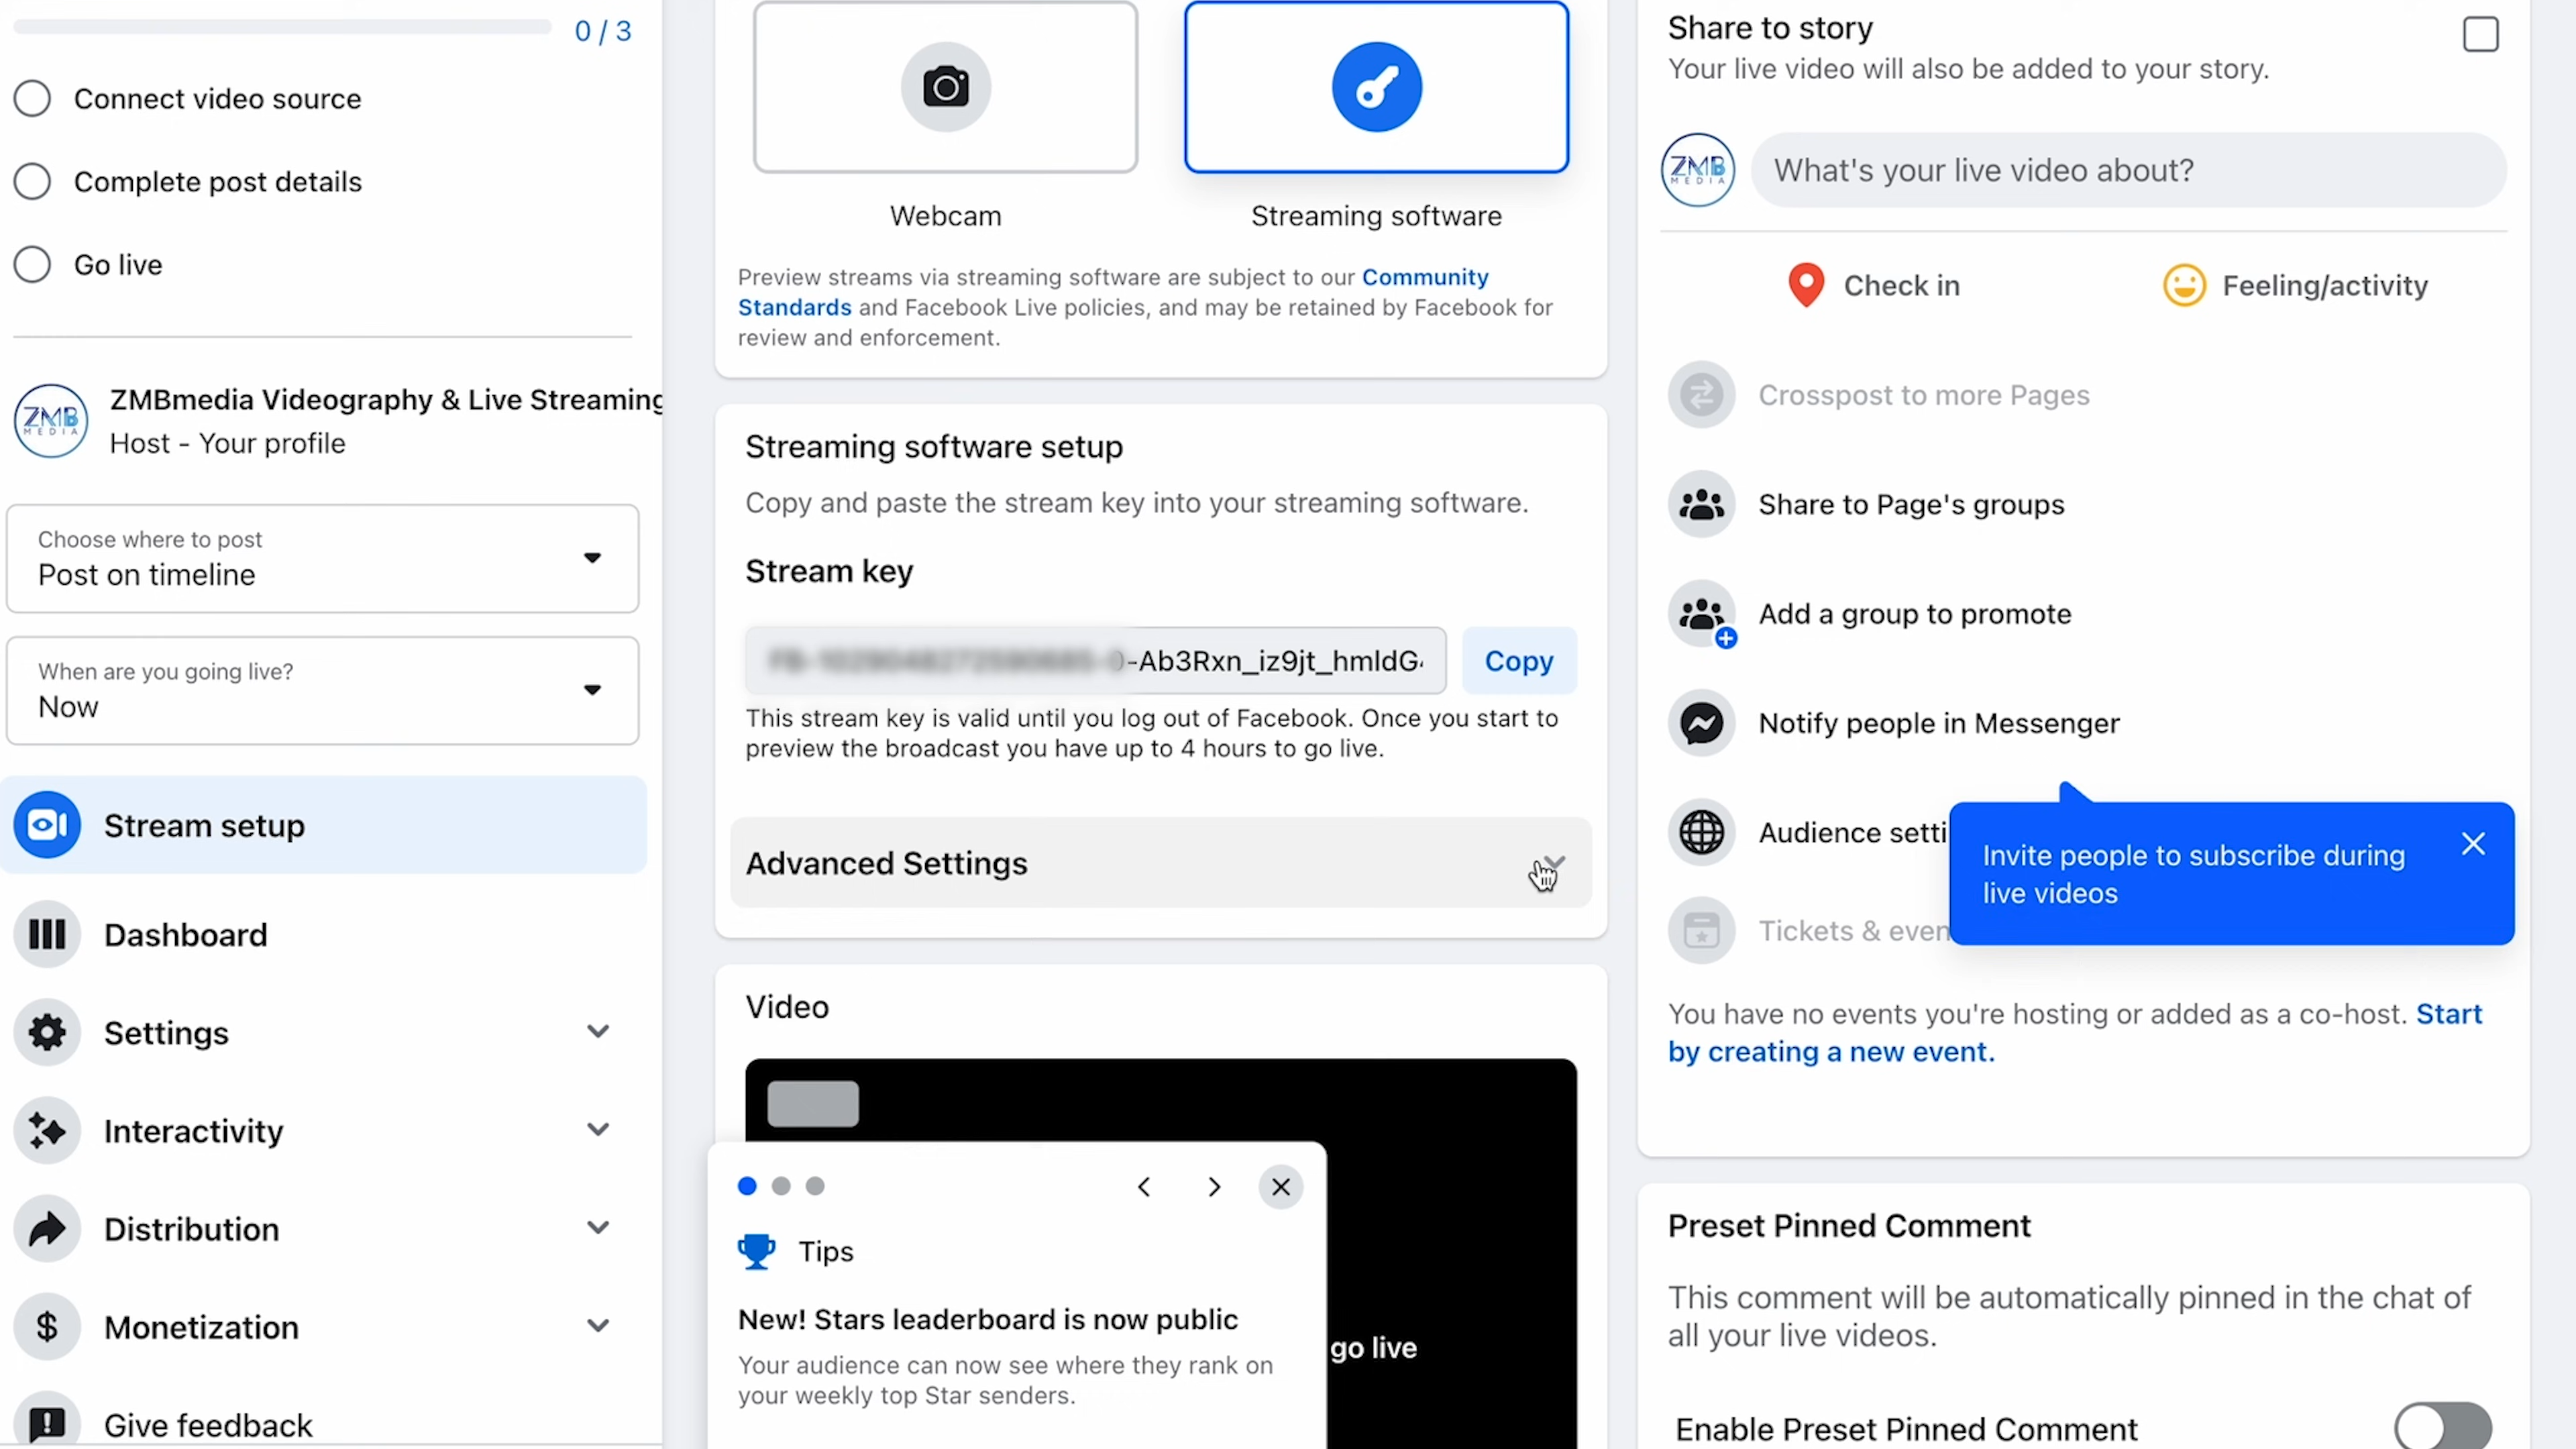 0 / 3
Connect video source
Complete post details
Go live
ZMB
MEDIA
ZMBmedia Videography & Live Streaming
Host - Your profile
Choose where to post
Post on timeline
When are you going live?
Now
Stream setup
Dashboard
Settings
Interactivity
Distribution
Monetization
Give feedback
Webcam
Streaming software
Preview streams via streaming software are subject to our Community
Standards and Facebook Live policies, and may be retained by Facebook for
review and enforcement.
Streaming software setup
Copy and paste the stream key into your streaming software.
Stream key
-Ab3Rxn_iz9jt_hmldG
Copy
This stream key is valid until you log out of Facebook. Once you start to
preview the broadcast you have up to 4 hours to go live.
Advanced Settings
Video
Tips
New! Stars leaderboard is now public
Your audience can now see where they rank on
your weekly top Star senders.
go live
Share to story
Your live video will also be added to your story.
ZMB
MEDIA
What's your live video about?
Check in
Feeling/activity
Crosspost to more Pages
Share to Page's groups
Add a group to promote
Notify people in Messenger
Audience setti
Invite people to subscribe during
live videos
Tickets & even
You have no events you're hosting or added as a co-host. Start
by creating a new event.
Preset Pinned Comment
This comment will be automatically pinned in the chat of
all your live videos.
Enable Preset Pinned Comment